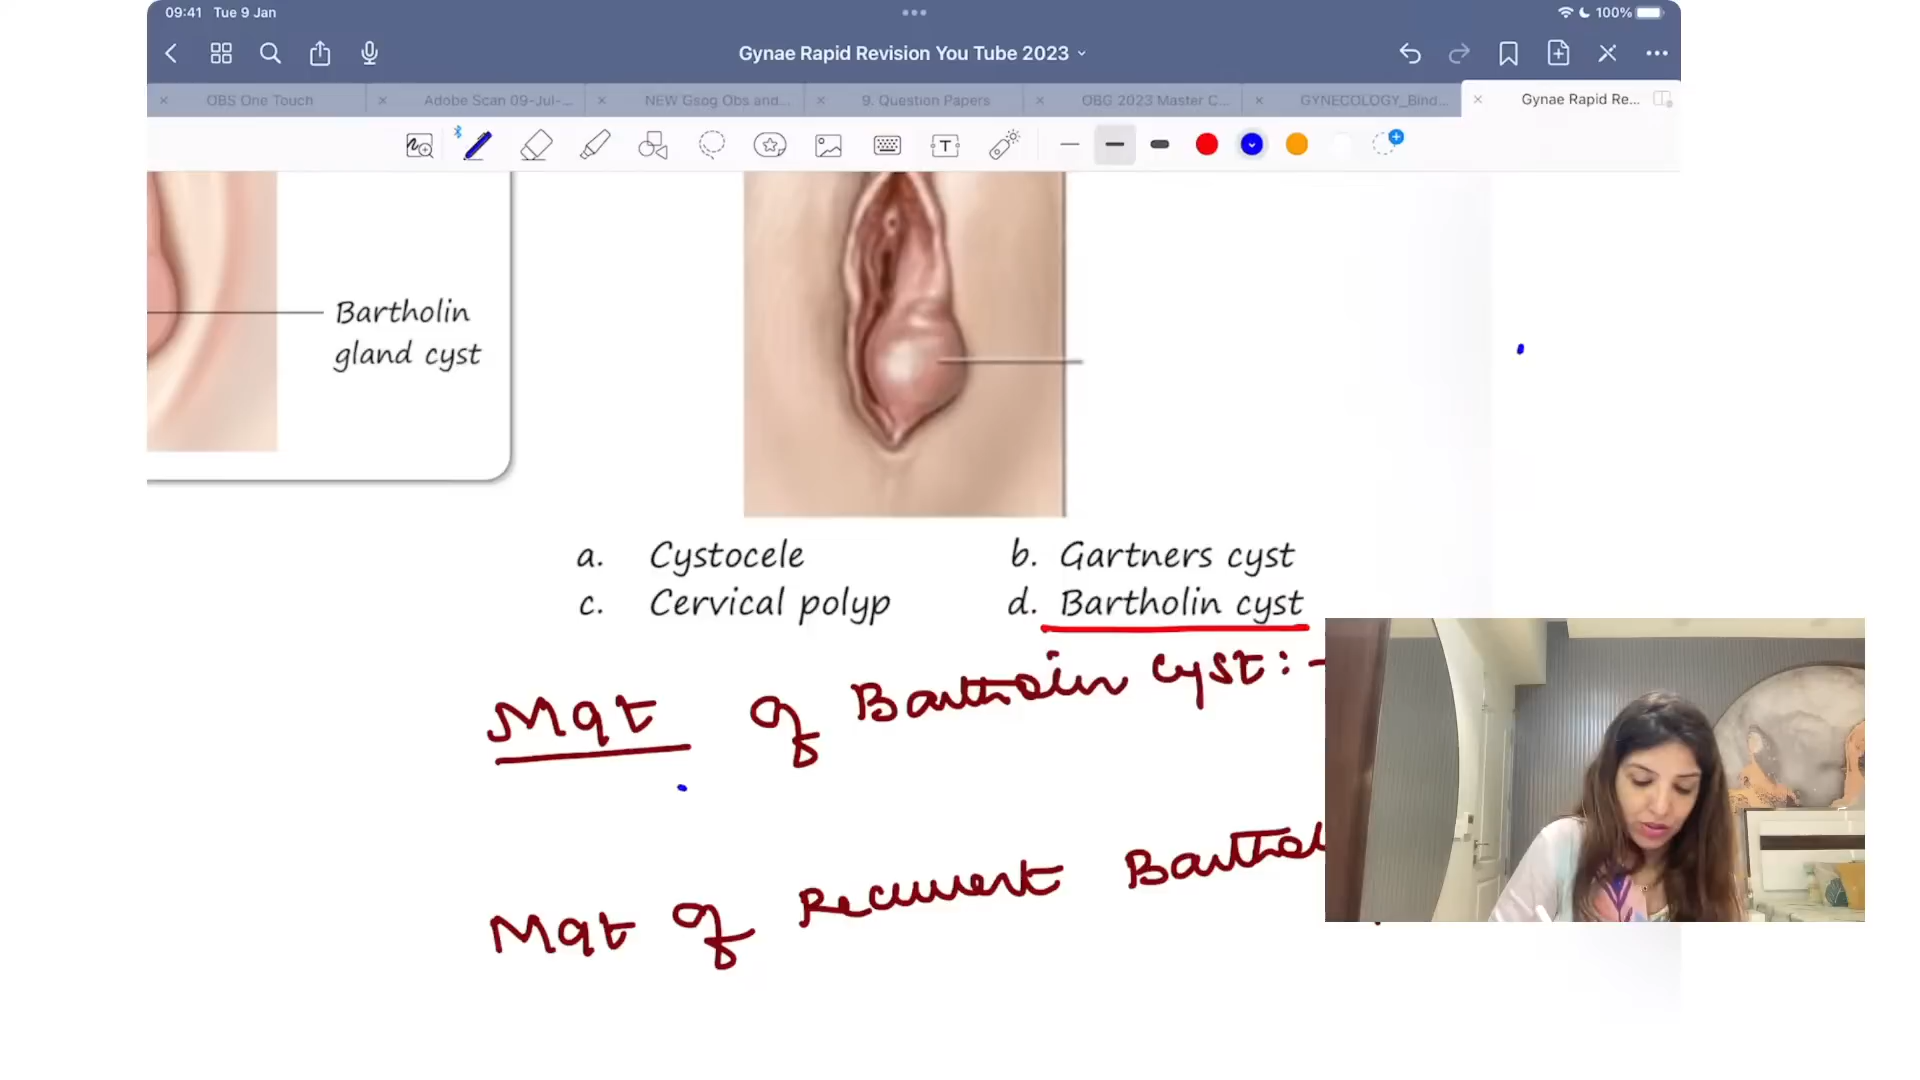 09:41 Tue 9 Jan
100%
Gynae Rapid Revision You Tube 2023
OBS One Touch
Adobe Scan 09-Jul-...
NEW Gsog Obs and...
9. Question Papers
OBG 2023 Master C...
GYNECOLOGY_Bind...
Gynae Rapid Re...
T
Bartholin
gland cyst
a. Cystocele b. Gartners cyst
c. Cervical polyp d. Bartholin cyst
Mgt of Bartholin cyst:-
Mgt of Recurrent Barthol